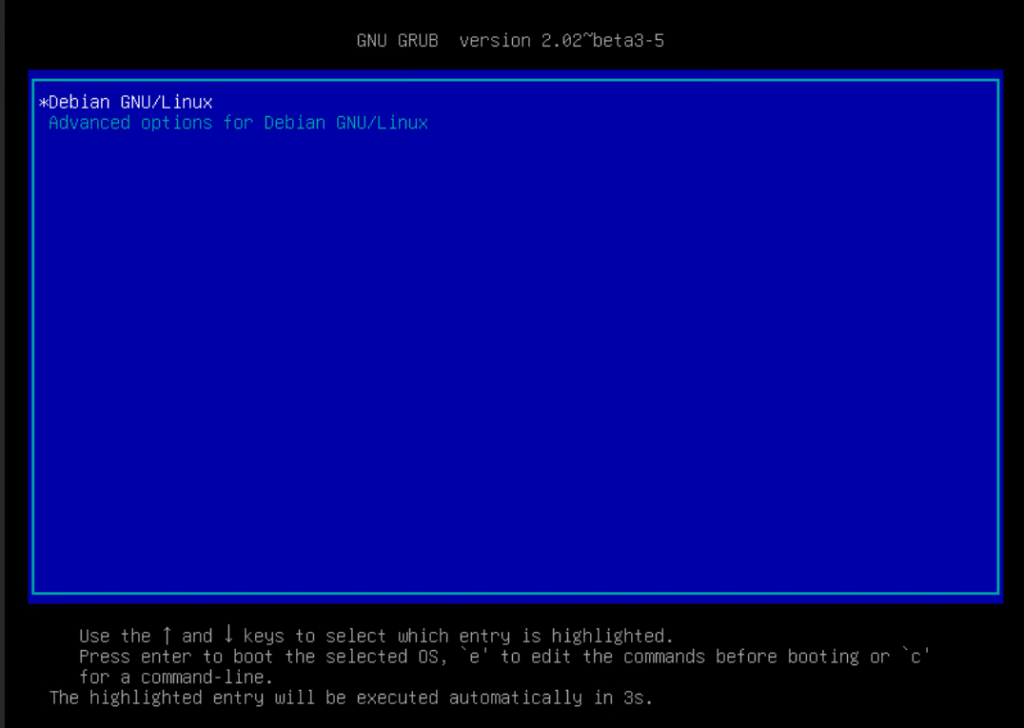 GNU GRUB  version 2.02~beta3-5
*Debian GNU/Linux
Advanced options for Debian GNU/Linux
Use the ↑ and ↓ keys to select which entry is highlighted.
Press enter to boot the selected OS, `e' to edit the commands before booting or `c'
for a command-line.
The highlighted entry will be executed automatically in 3s.